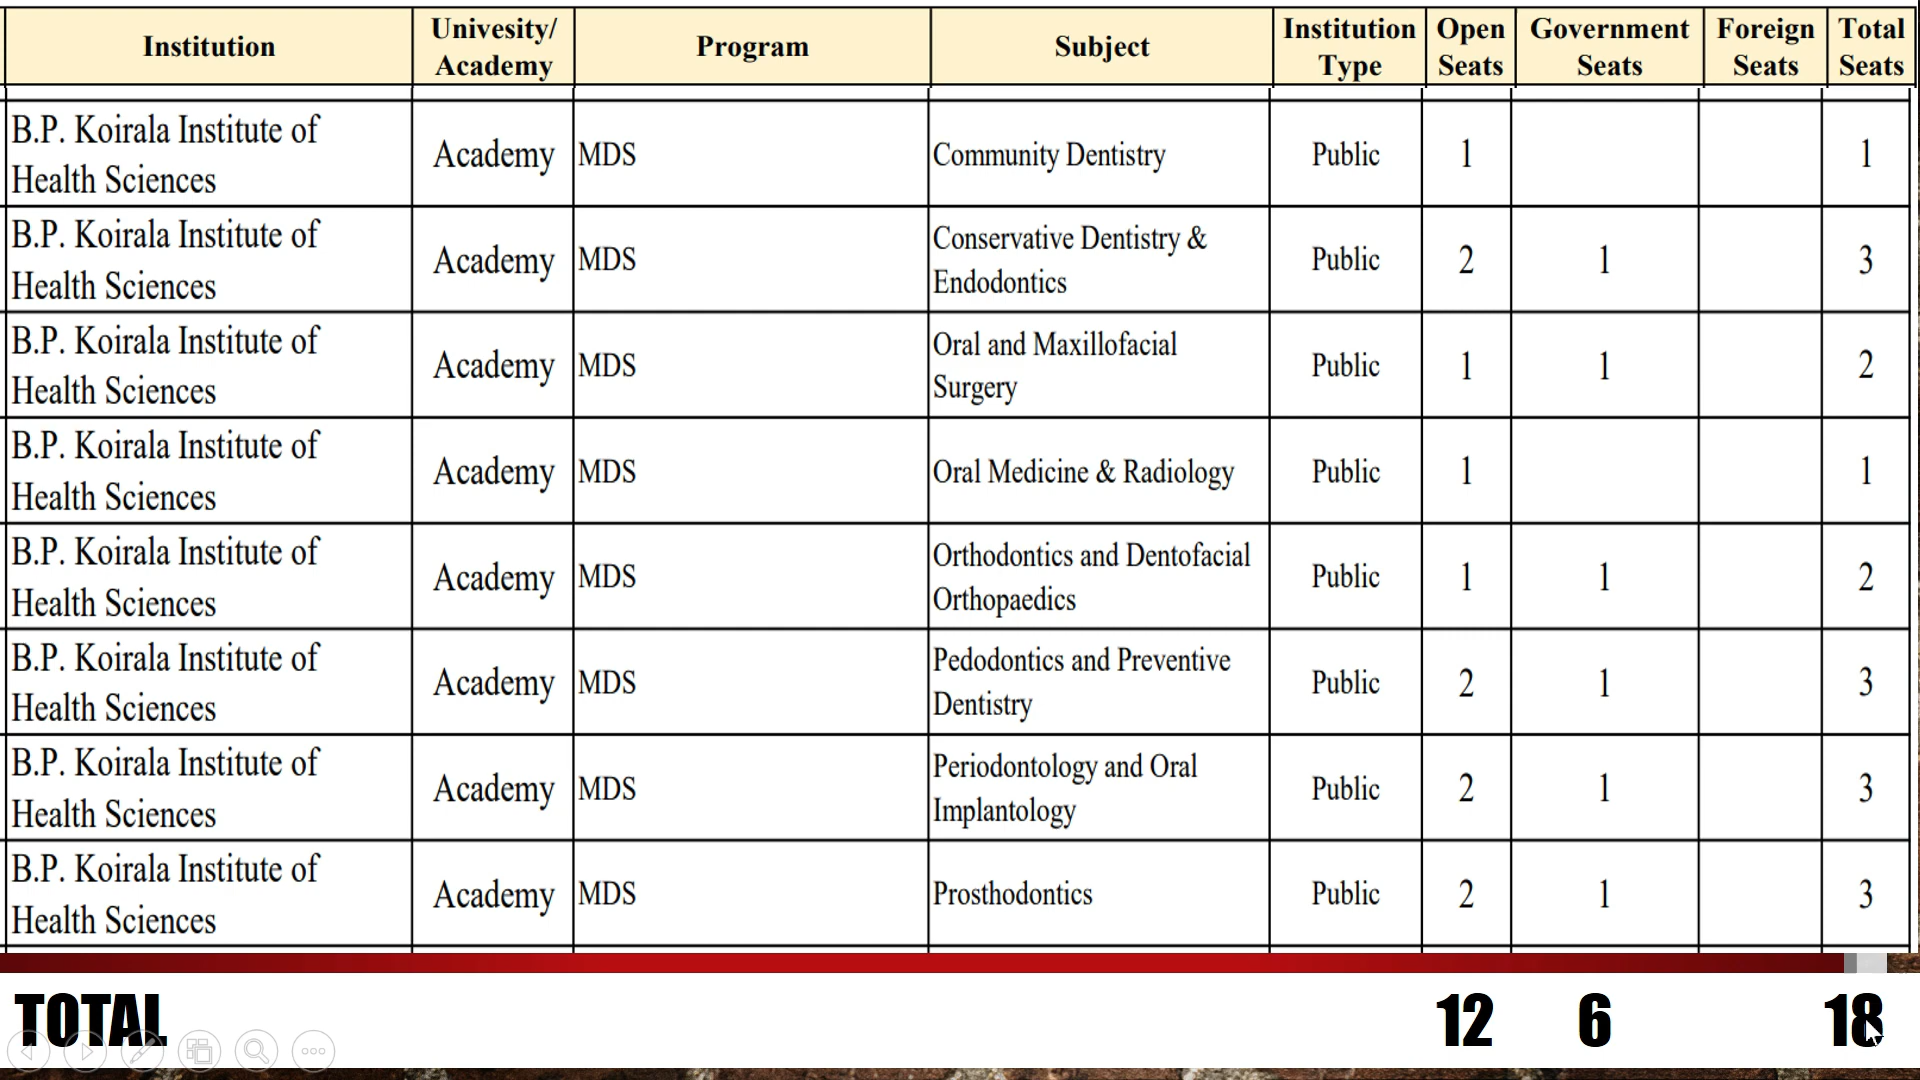 Institution Univesity/ Academy Program Subject Institution Type Open Seats Government Seats Foreign Seats Total Seats
B.P. Koirala Institute of Health Sciences Academy MDS Community Dentistry Public 1 1
B.P. Koirala Institute of Health Sciences Academy MDS Conservative Dentistry & Endodontics Public 2 1 3
B.P. Koirala Institute of Health Sciences Academy MDS Oral and Maxillofacial Surgery Public 1 1 2
B.P. Koirala Institute of Health Sciences Academy MDS Oral Medicine & Radiology Public 1 1
B.P. Koirala Institute of Health Sciences Academy MDS Orthodontics and Dentofacial Orthopaedics Public 1 1 2
B.P. Koirala Institute of Health Sciences Academy MDS Pedodontics and Preventive Dentistry Public 2 1 3
B.P. Koirala Institute of Health Sciences Academy MDS Periodontology and Oral Implantology Public 2 1 3
B.P. Koirala Institute of Health Sciences Academy MDS Prosthodontics Public 2 1 3
TOTAL 12 6 18